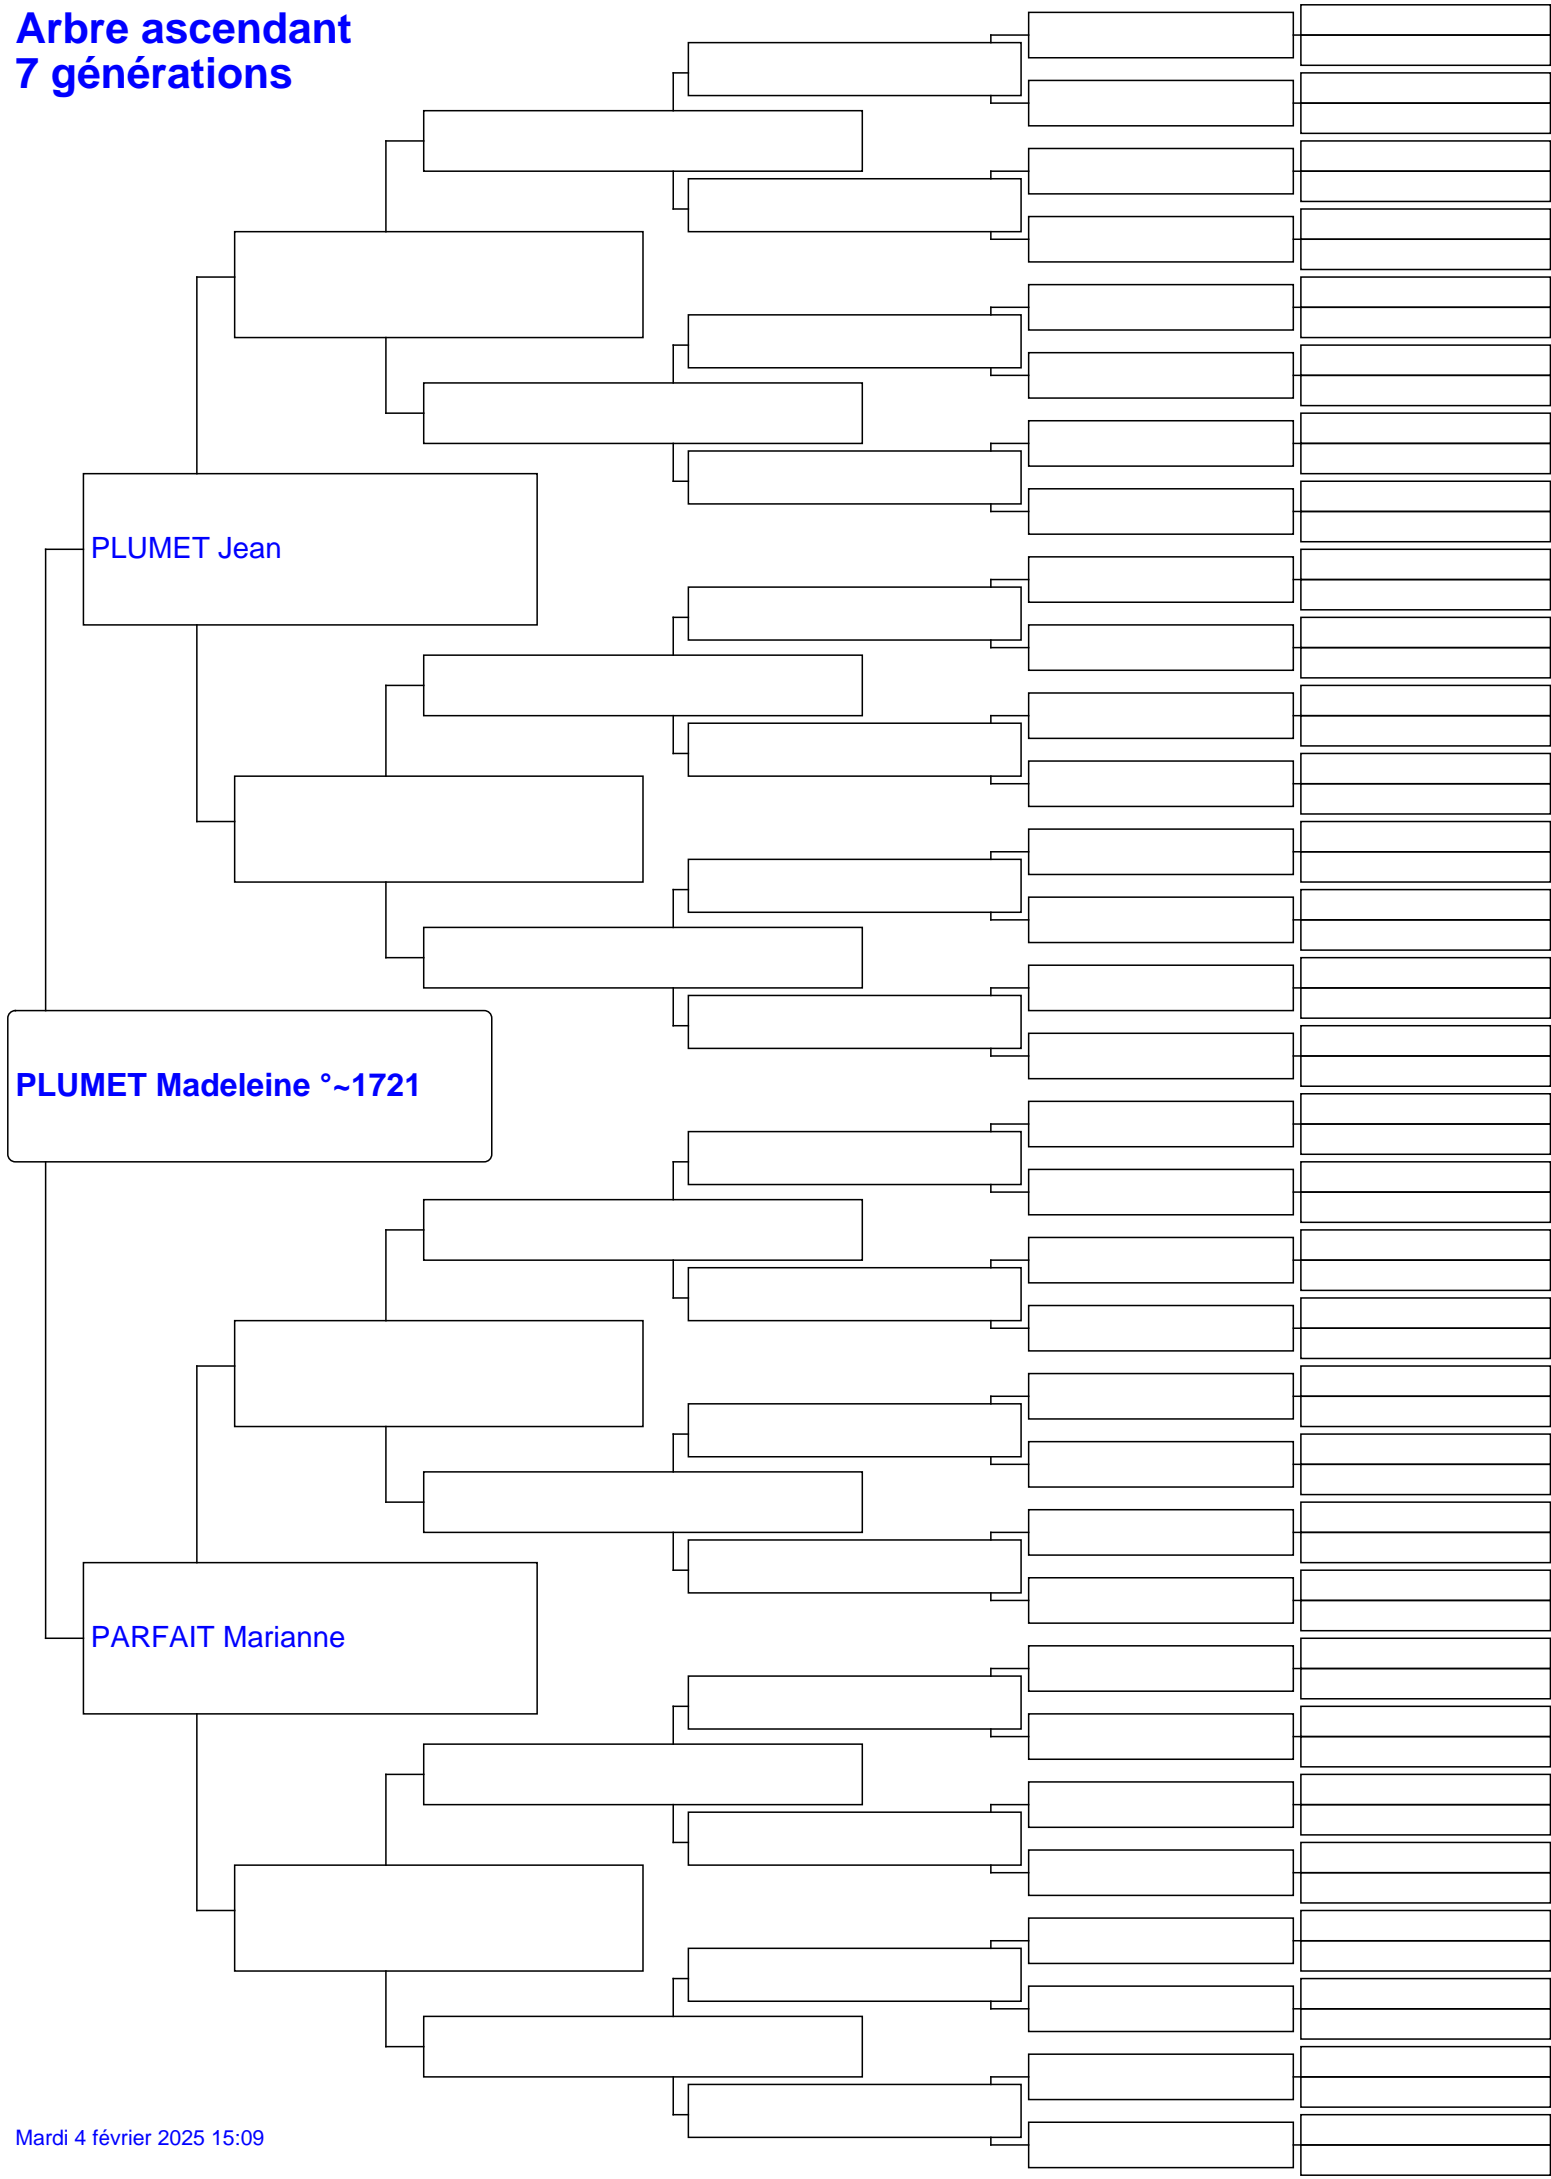 Arbre ascendant
7 générations
PLUMET Jean
PLUMET Madeleine °~1721
PARFAIT Marianne
Mardi 4 février 2025 15:09